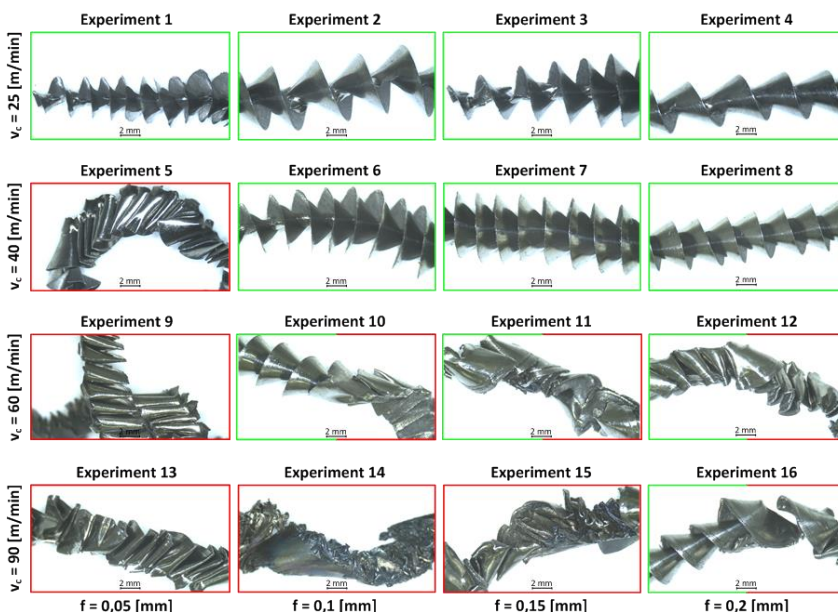 Experiment 1 Experiment 2 Experiment 3 Experiment 4
v_c = 25 [m/min]
2 mm 2 mm 2 mm 2 mm
Experiment 5 Experiment 6 Experiment 7 Experiment 8
v_c = 40 [m/min]
2 mm 2 mm 2 mm 2 mm
Experiment 9 Experiment 10 Experiment 11 Experiment 12
v_c = 60 [m/min]
2 mm 2 mm 2 mm 2 mm
Experiment 13 Experiment 14 Experiment 15 Experiment 16
v_c = 90 [m/min]
2 mm 2 mm 2 mm 2 mm
f = 0,05 [mm] f = 0,1 [mm] f = 0,15 [mm] f = 0,2 [mm]